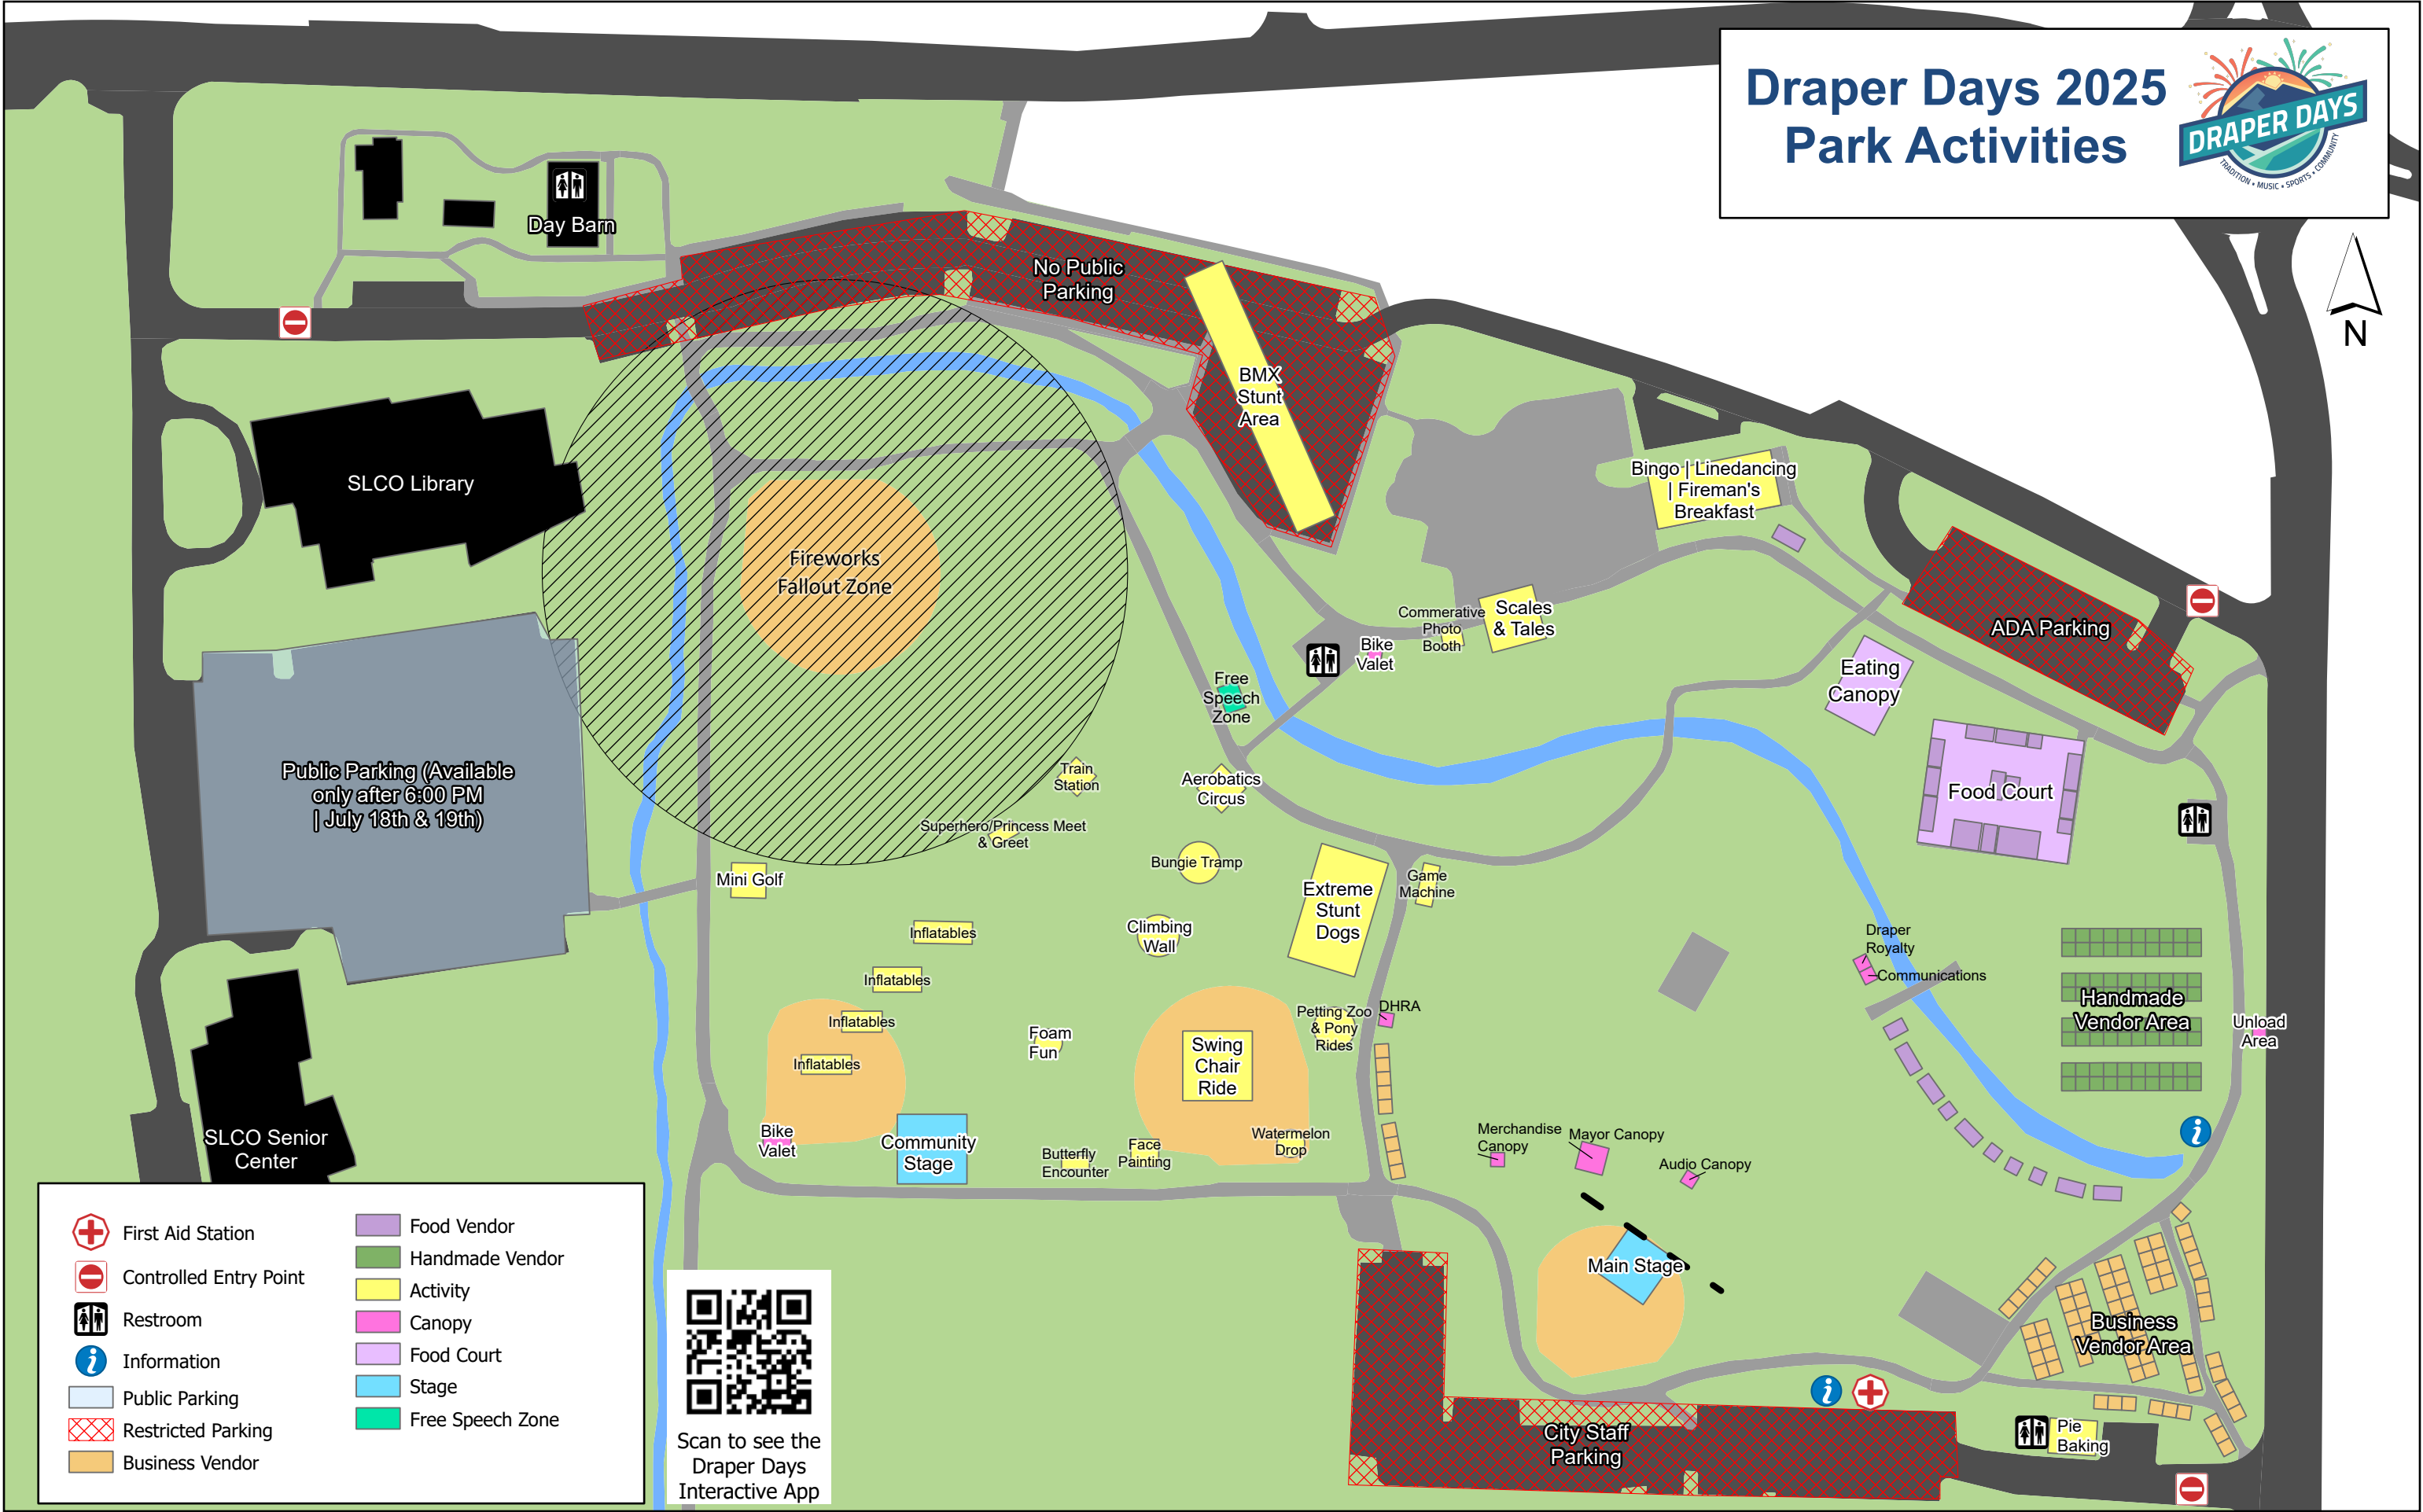 Draper Days 2025
Park Activities
DRAPER DAYS
TRADITION • MUSIC • SPORTS • COMMUNITY
N
Day Barn
No Public
Parking
BMX
Stunt
Area
SLCO Library
Fireworks
Fallout Zone
Bingo | Linedancing
| Fireman's
Breakfast
Scales
& Tales
Commerative
Photo
Booth
Bike
Valet
Free
Speech
Zone
ADA Parking
Eating
Canopy
Food Court
Public Parking (Available
only after 6:00 PM
| July 18th & 19th)
Train
Station
Aerobatics
Circus
Superhero/Princess Meet
& Greet
Bungie Tramp
Mini Golf
Extreme
Stunt
Dogs
Game
Machine
Inflatables
Climbing
Wall
Inflatables
Inflatables
Inflatables
Foam
Fun
Swing
Chair
Ride
Petting Zoo
& Pony
Rides
DHRA
Draper
Royalty
Communications
Handmade
Vendor Area
Unload
Area
SLCO Senior
Center
Bike
Valet
Community
Stage
Butterfly
Encounter
Face
Painting
Watermelon
Drop
Merchandise
Canopy
Mayor Canopy
Audio Canopy
Main Stage
Business
Vendor Area
City Staff
Parking
Pie
Baking
First Aid Station
Controlled Entry Point
Restroom
Information
Public Parking
Restricted Parking
Business Vendor
Food Vendor
Handmade Vendor
Activity
Canopy
Food Court
Stage
Free Speech Zone
Scan to see the
Draper Days
Interactive App